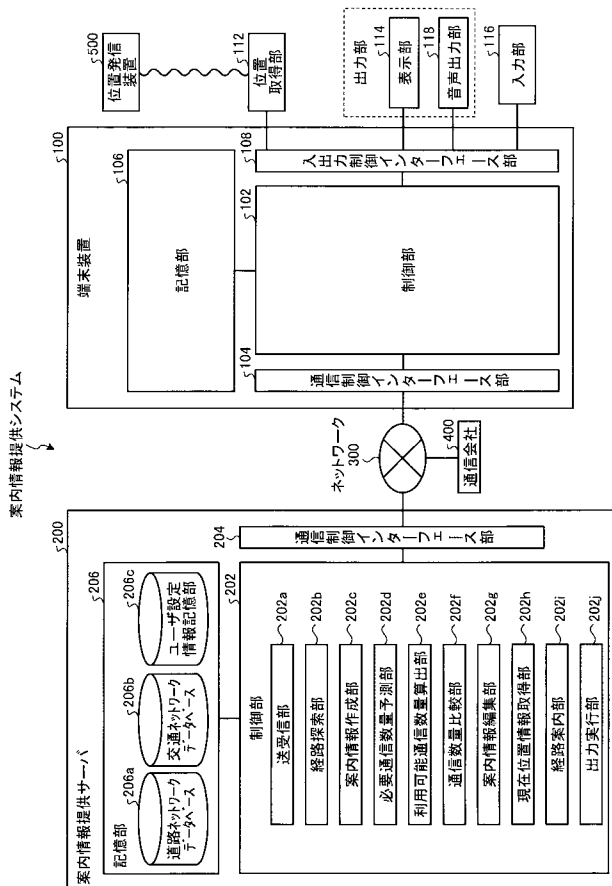 案内情報提供システム
案内情報提供サーバ
200
記憶部
206
206a
道路ネットワーク
データベース
206b
交通ネットワーク
データベース
206c
ユーザ設定
情報記憶部
制御部
202
送受信部
202a
経路探索部
202b
案内情報作成部
202c
必要通信数量予測部
202d
利用可能通信数量算出部
202e
通信数量比較部
202f
案内情報編集部
202g
現在位置情報取得部
202h
経路案内部
202i
出力実行部
202j
204
通信制御インターフェース部
ネットワーク
300
400
通信会社
端末装置
100
106
記憶部
104
通信制御インターフェース部
102
制御部
108
入出力制御インターフェース部
500
位置発信
装置
112
位置
取得部
出力部
114
表示部
118
音声出力部
116
入力部